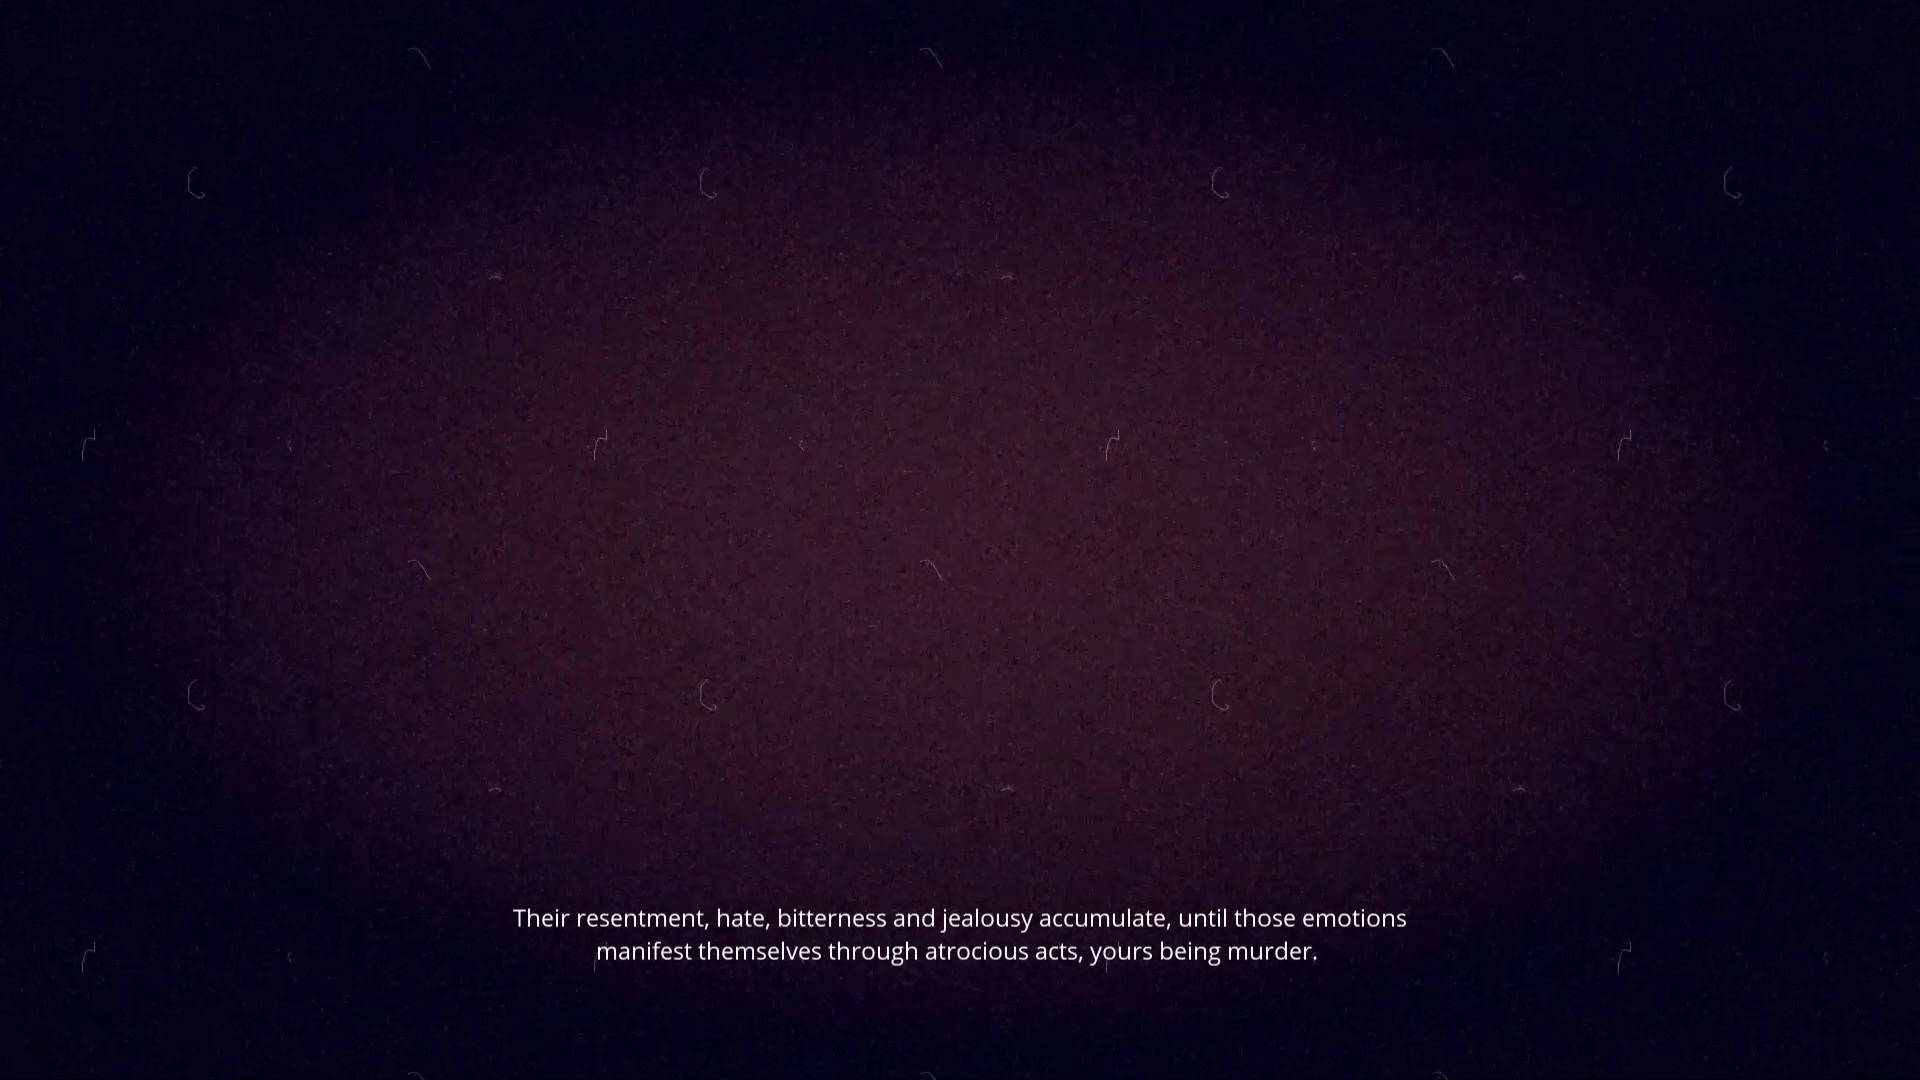 Their resentment, hate, bitterness and jealousy accumulate, until those emotions
manifest themselves through atrocious acts, yours being murder.